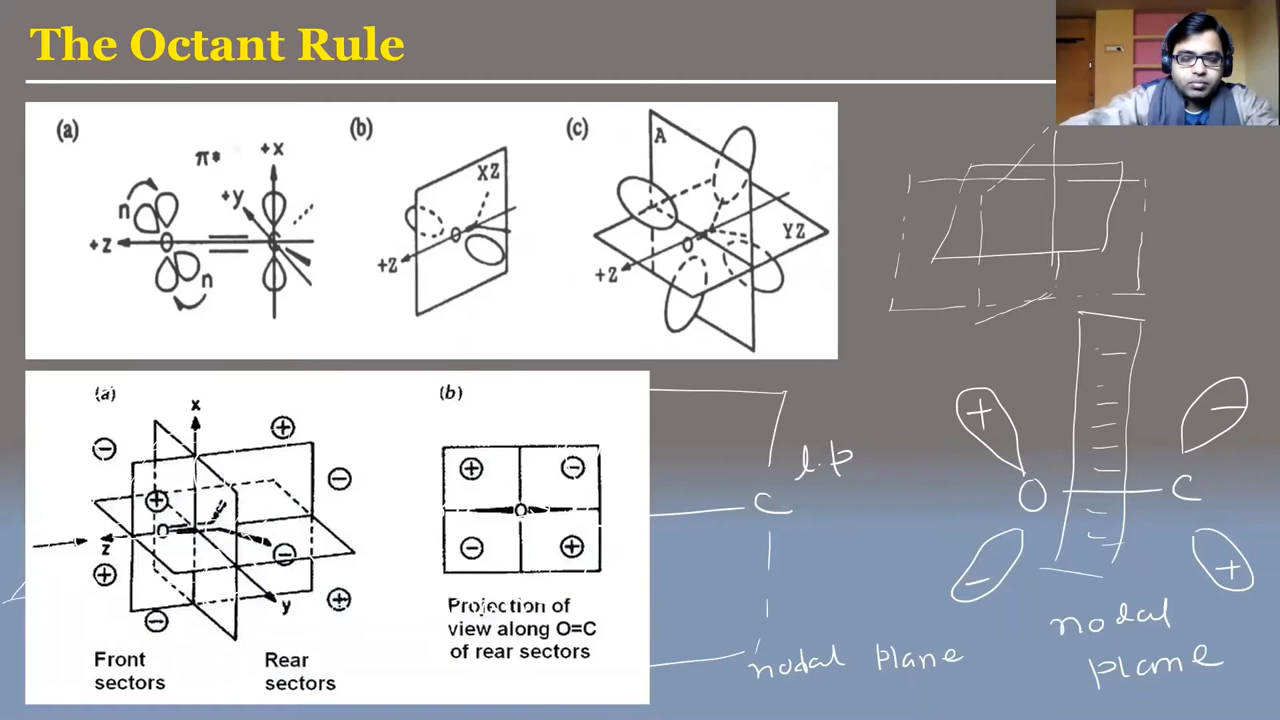 The Octant Rule
(a)
π*
+X
n
+y
+Z
O
C
n
(b)
XZ
O
+Z
(c)
A
YZ
O
+Z
(a)
x
⊖
⊕
⊕
⊖
O
z
⊖
⊕
y
⊕
⊖
Front
sectors
Rear
sectors
(b)
⊕ ⊖
O
⊖ ⊕
Projection of
view along O=C
of rear sectors
l.p
C
nodal plane
+ −
O C
− +
nodal
plane